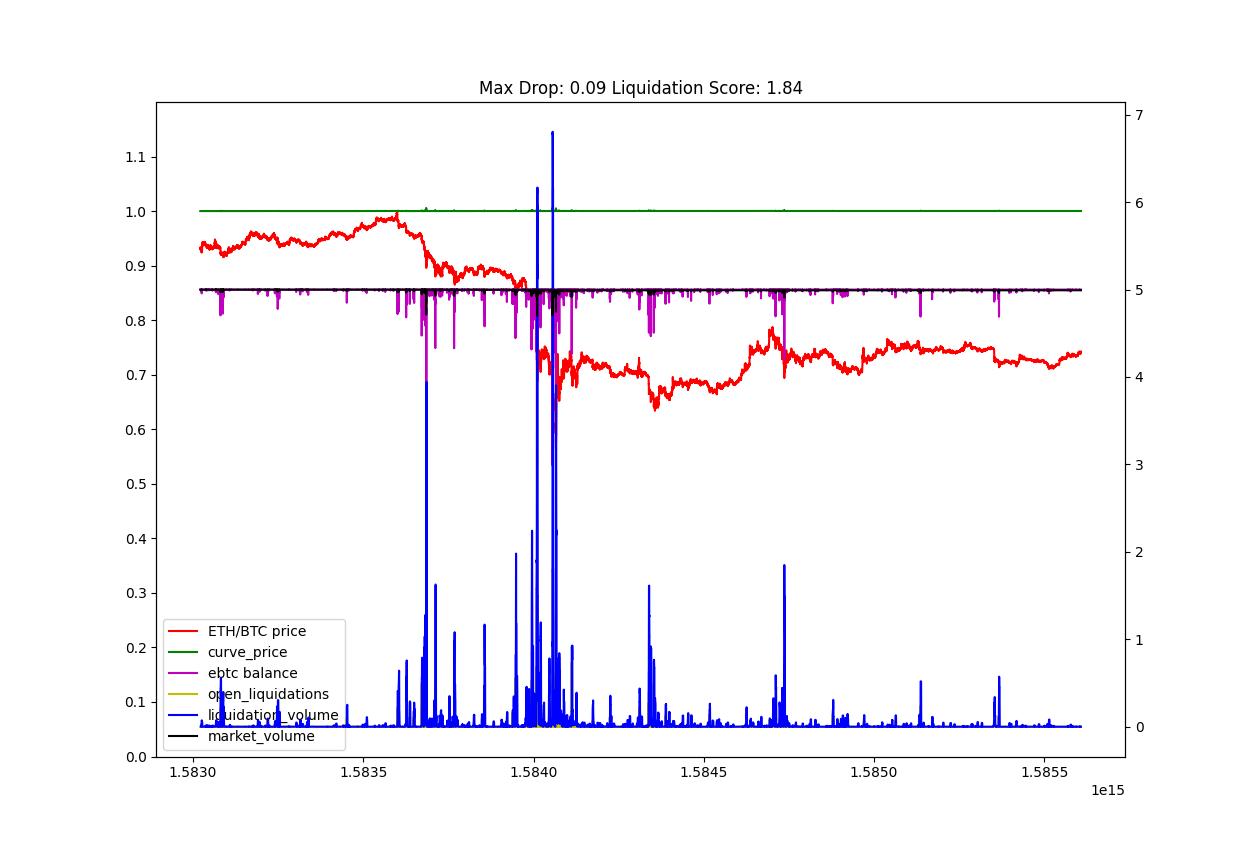 Max Drop: 0.09 Liquidation Score: 1.84
1.1
1.0
0.9
0.8
0.7
0.6
0.5
0.4
0.3
0.2
0.1
0.0
7
6
5
4
3
2
1
0
ETH/BTC price
curve_price
ebtc balance
open_liquidations
liquidation_volume
market_volume
1.5830 1.5835 1.5840 1.5845 1.5850 1.5855
1e15